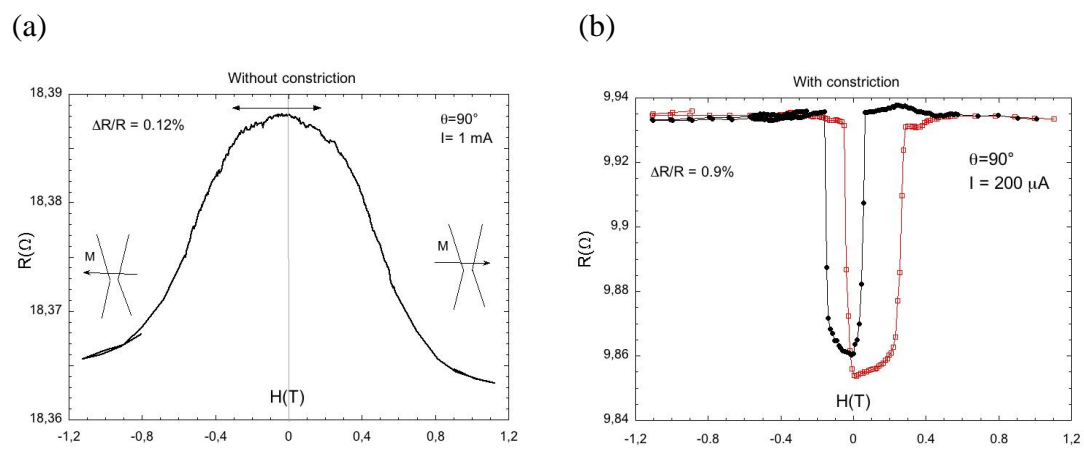 (a)
(b)
Without constriction
18,39
18,38
18,37
18,36
R(Ω)
ΔR/R = 0.12%
θ=90°
I= 1 mA
M
M
H(T)
-1,2 -0,8 -0,4 0 0,4 0,8 1,2
With constriction
9,94
9,92
9,9
9,88
9,86
9,84
R(Ω)
ΔR/R = 0.9%
θ=90°
I = 200 μA
H(T)
-1.2 -0.8 -0.4 0 0.4 0.8 1.2